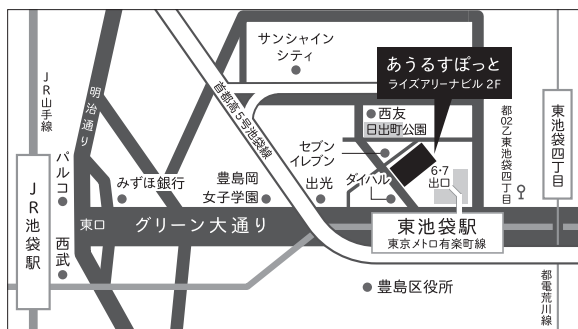 サンシャイン
シティ
あうるすぽっと
ライズアリーナビル 2F
JR山手線
明治通り
首都高5号池袋線
西友
日出町公園
都02乙東池袋四丁目
東池袋四丁目
セブン
イレブン
6・7
出口
パルコ
JR池袋駅
みずほ銀行
豊島岡
女子学園
出光
ダイハル
東口
グリーン大通り
東池袋駅
東京メトロ有楽町線
西武
豊島区役所
都電荒川線